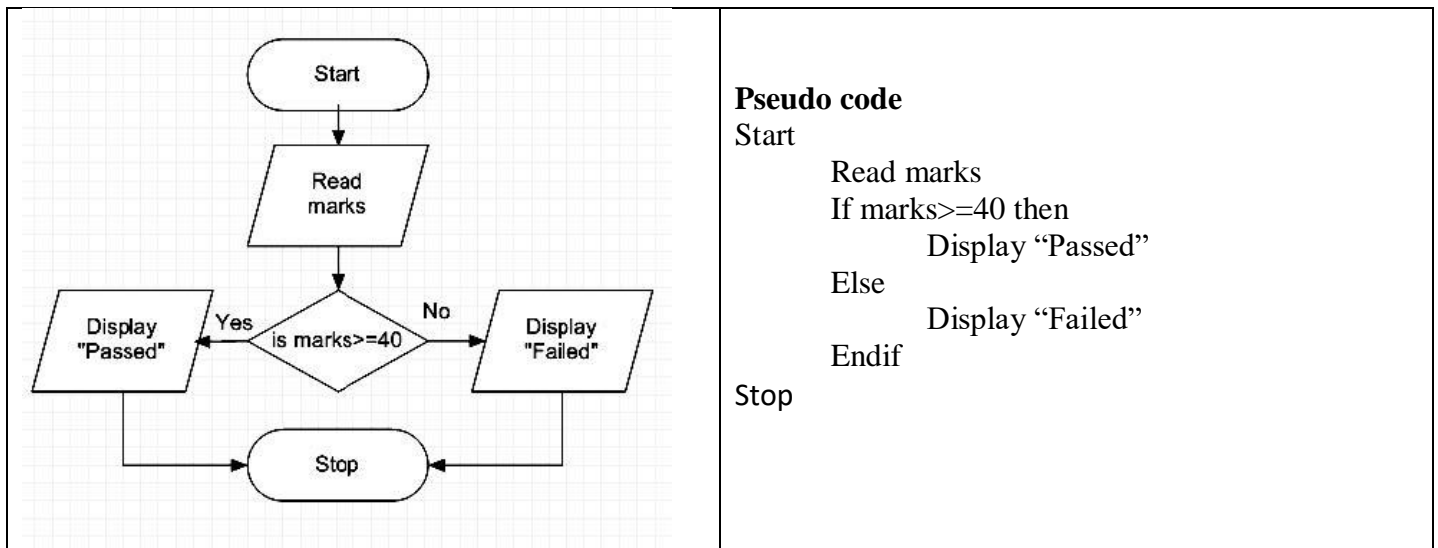 Start
Read
marks
Display
"Passed"
Yes
is marks>=40
No
Display
"Failed"
Stop
Pseudo code
Start
Read marks
If marks>=40 then
Display “Passed”
Else
Display “Failed”
Endif
Stop